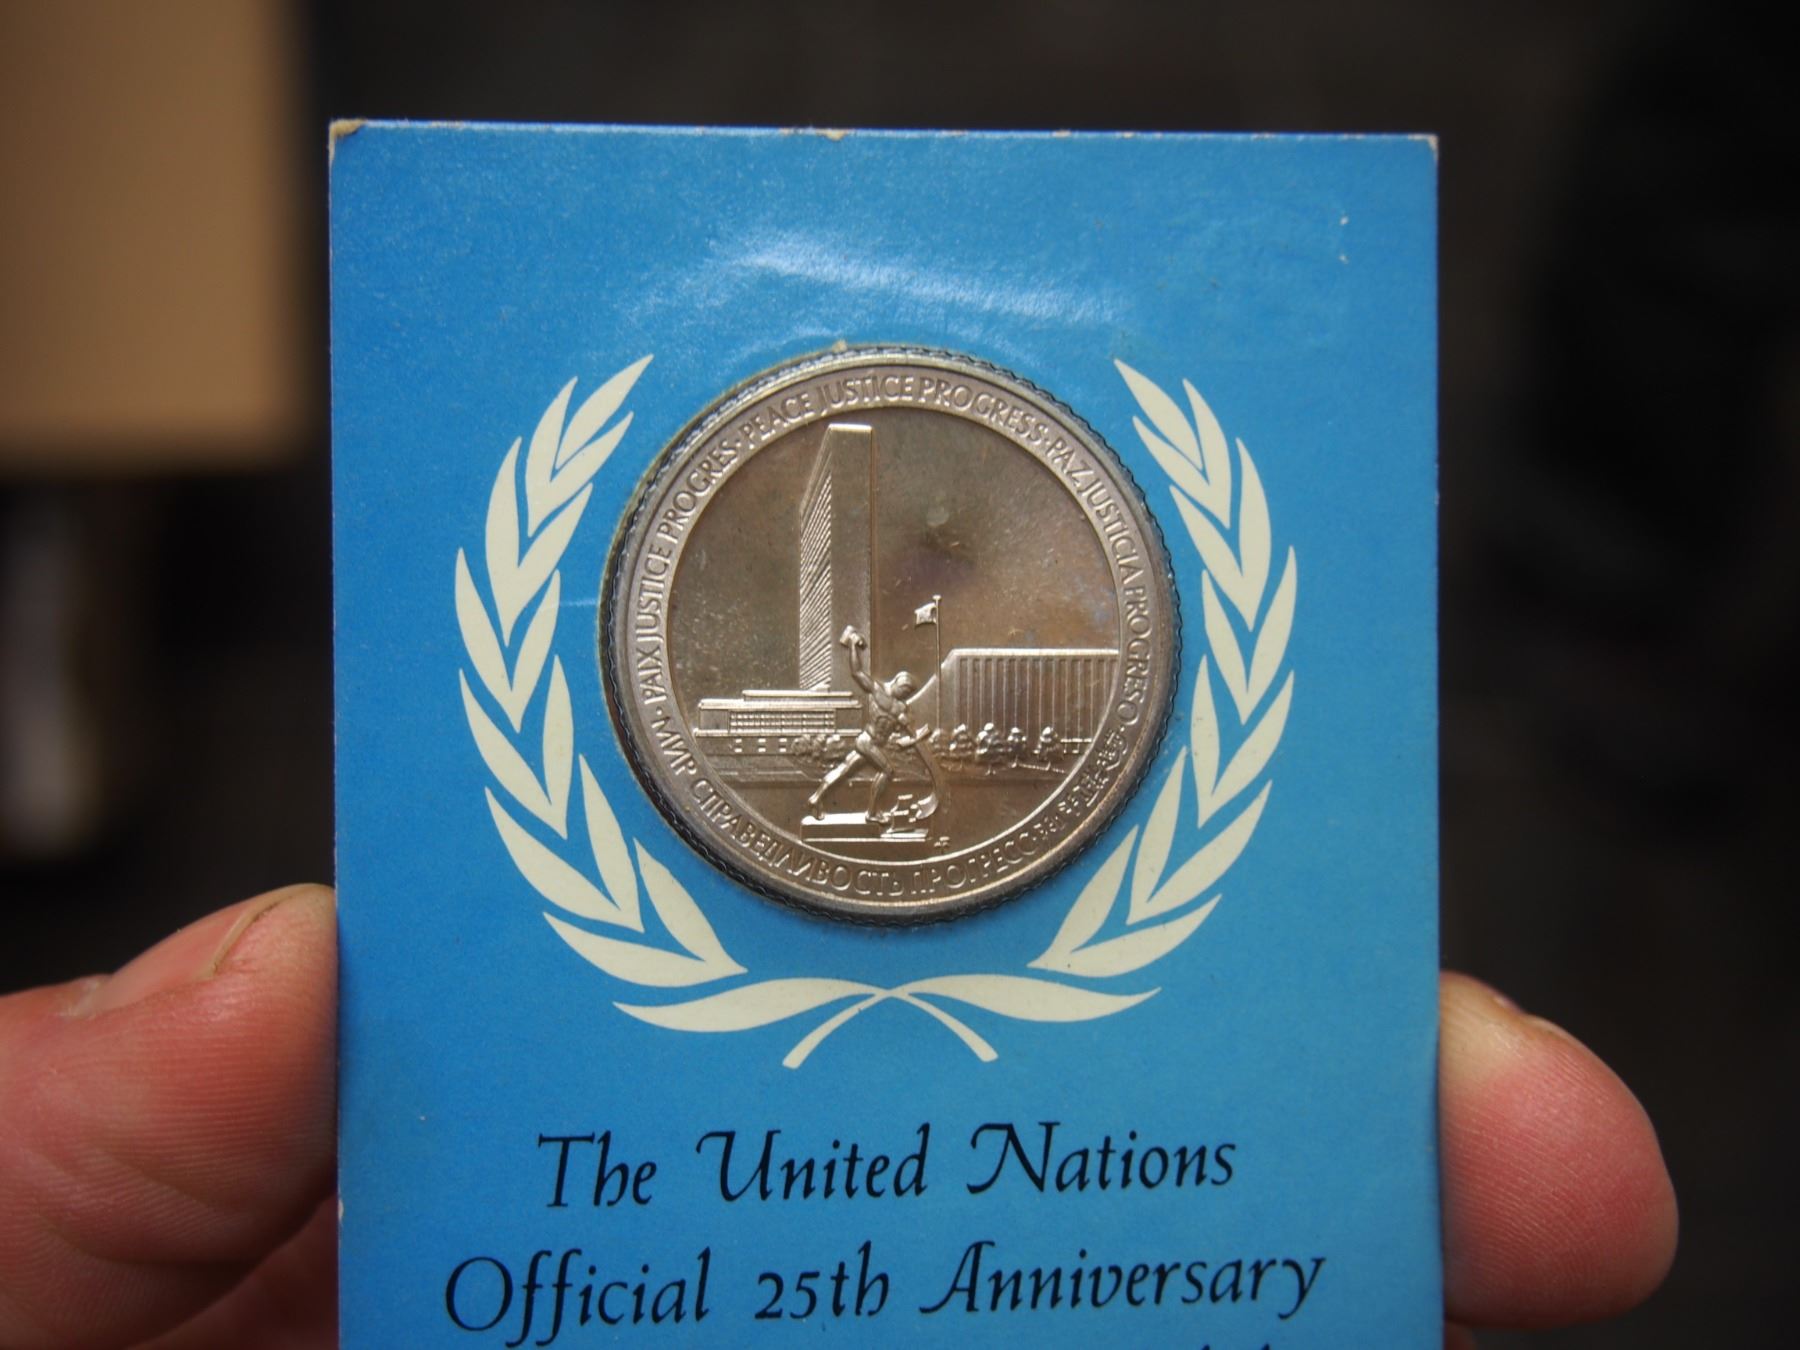 PEACE JUSTICE PROGRESS · PAZ JUSTICIA PROGRESO ·
МИР СПРАВЕДЛИВОСТЬ ПРОГРЕСС ·
· PAIX JUSTICE PROGRES ·
The United Nations
Official 25th Anniversary